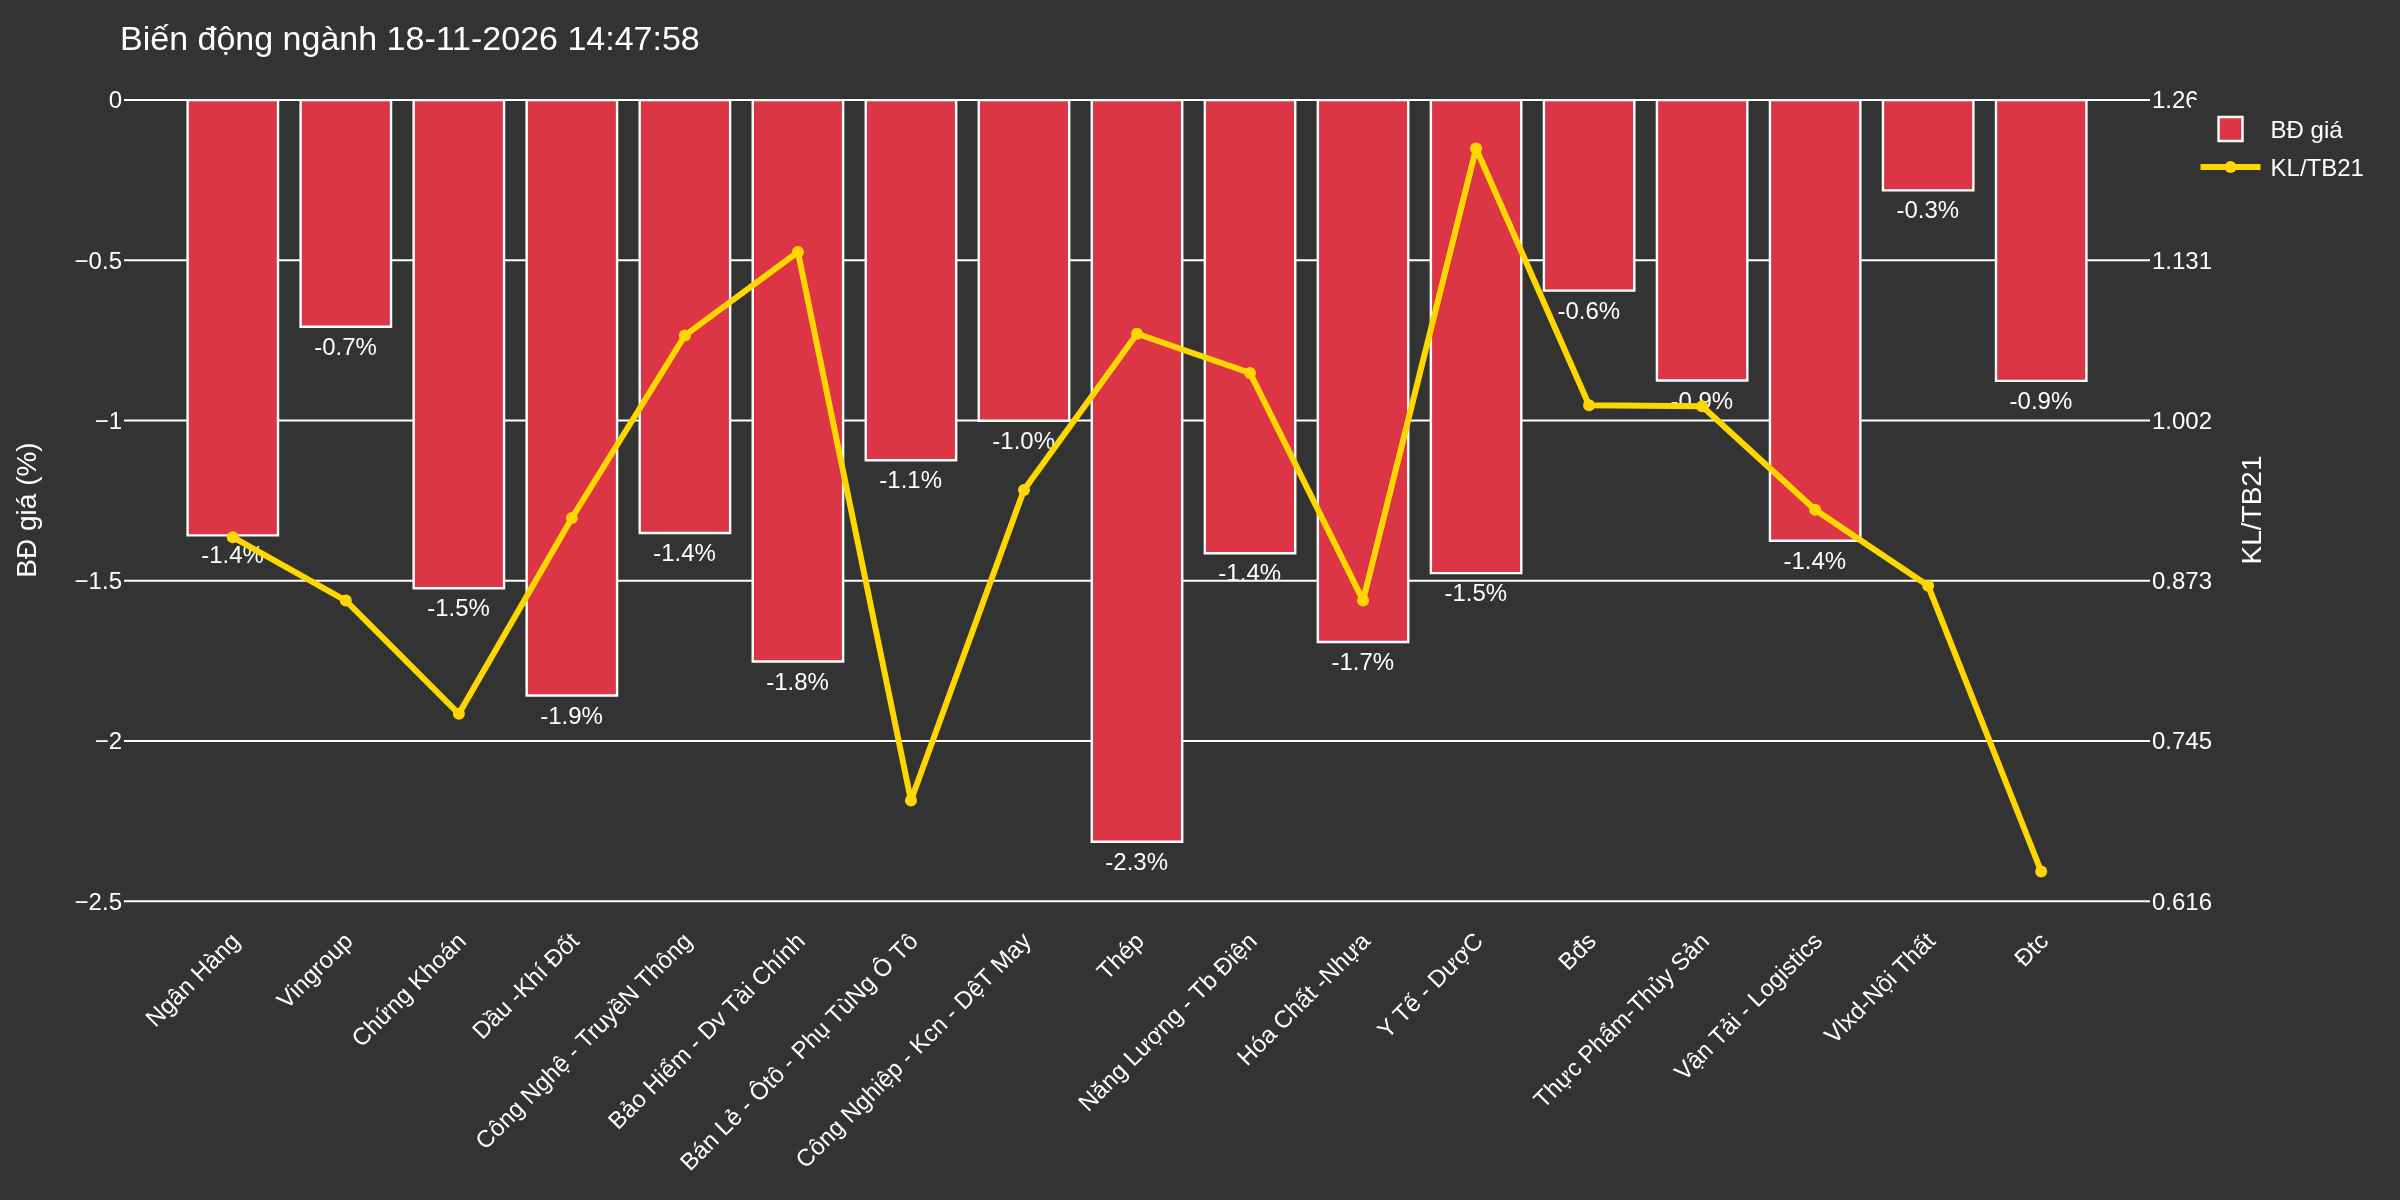 Biến động ngành 18-11-2026 14:47:58
0
−0.5
−1
−1.5
−2
−2.5
BĐ giá (%)
1.26
1.131
1.002
0.873
0.745
0.616
KL/TB21
BĐ giá
KL/TB21
-1.4%
-0.7%
-1.5%
-1.9%
-1.4%
-1.8%
-1.1%
-1.0%
-2.3%
-1.4%
-1.7%
-1.5%
-0.6%
-0.9%
-1.4%
-0.3%
-0.9%
Ngân Hàng
Vingroup
Chứng Khoán
Dầu -Khí Đốt
Công Nghệ - TruyềN Thông
Bảo Hiểm - Dv Tài Chính
Bán Lẻ - Ôtô - Phụ TùNg Ô Tô
Công Nghiệp - Kcn - DệT May
Thép
Năng Lượng - Tb Điện
Hóa Chất -Nhựa
Y Tế - DượC
Bđs
Thực Phẩm-Thủy Sản
Vận Tải - Logistics
Vlxd-Nội Thất
Đtc